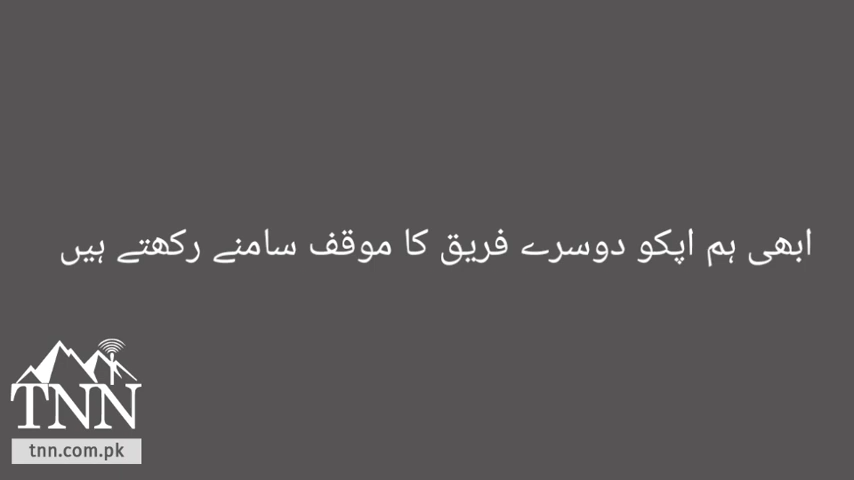 ابھی ہم اپکو دوسرے فریق کا موقف سامنے رکھتے ہیں
TNN
tnn.com.pk